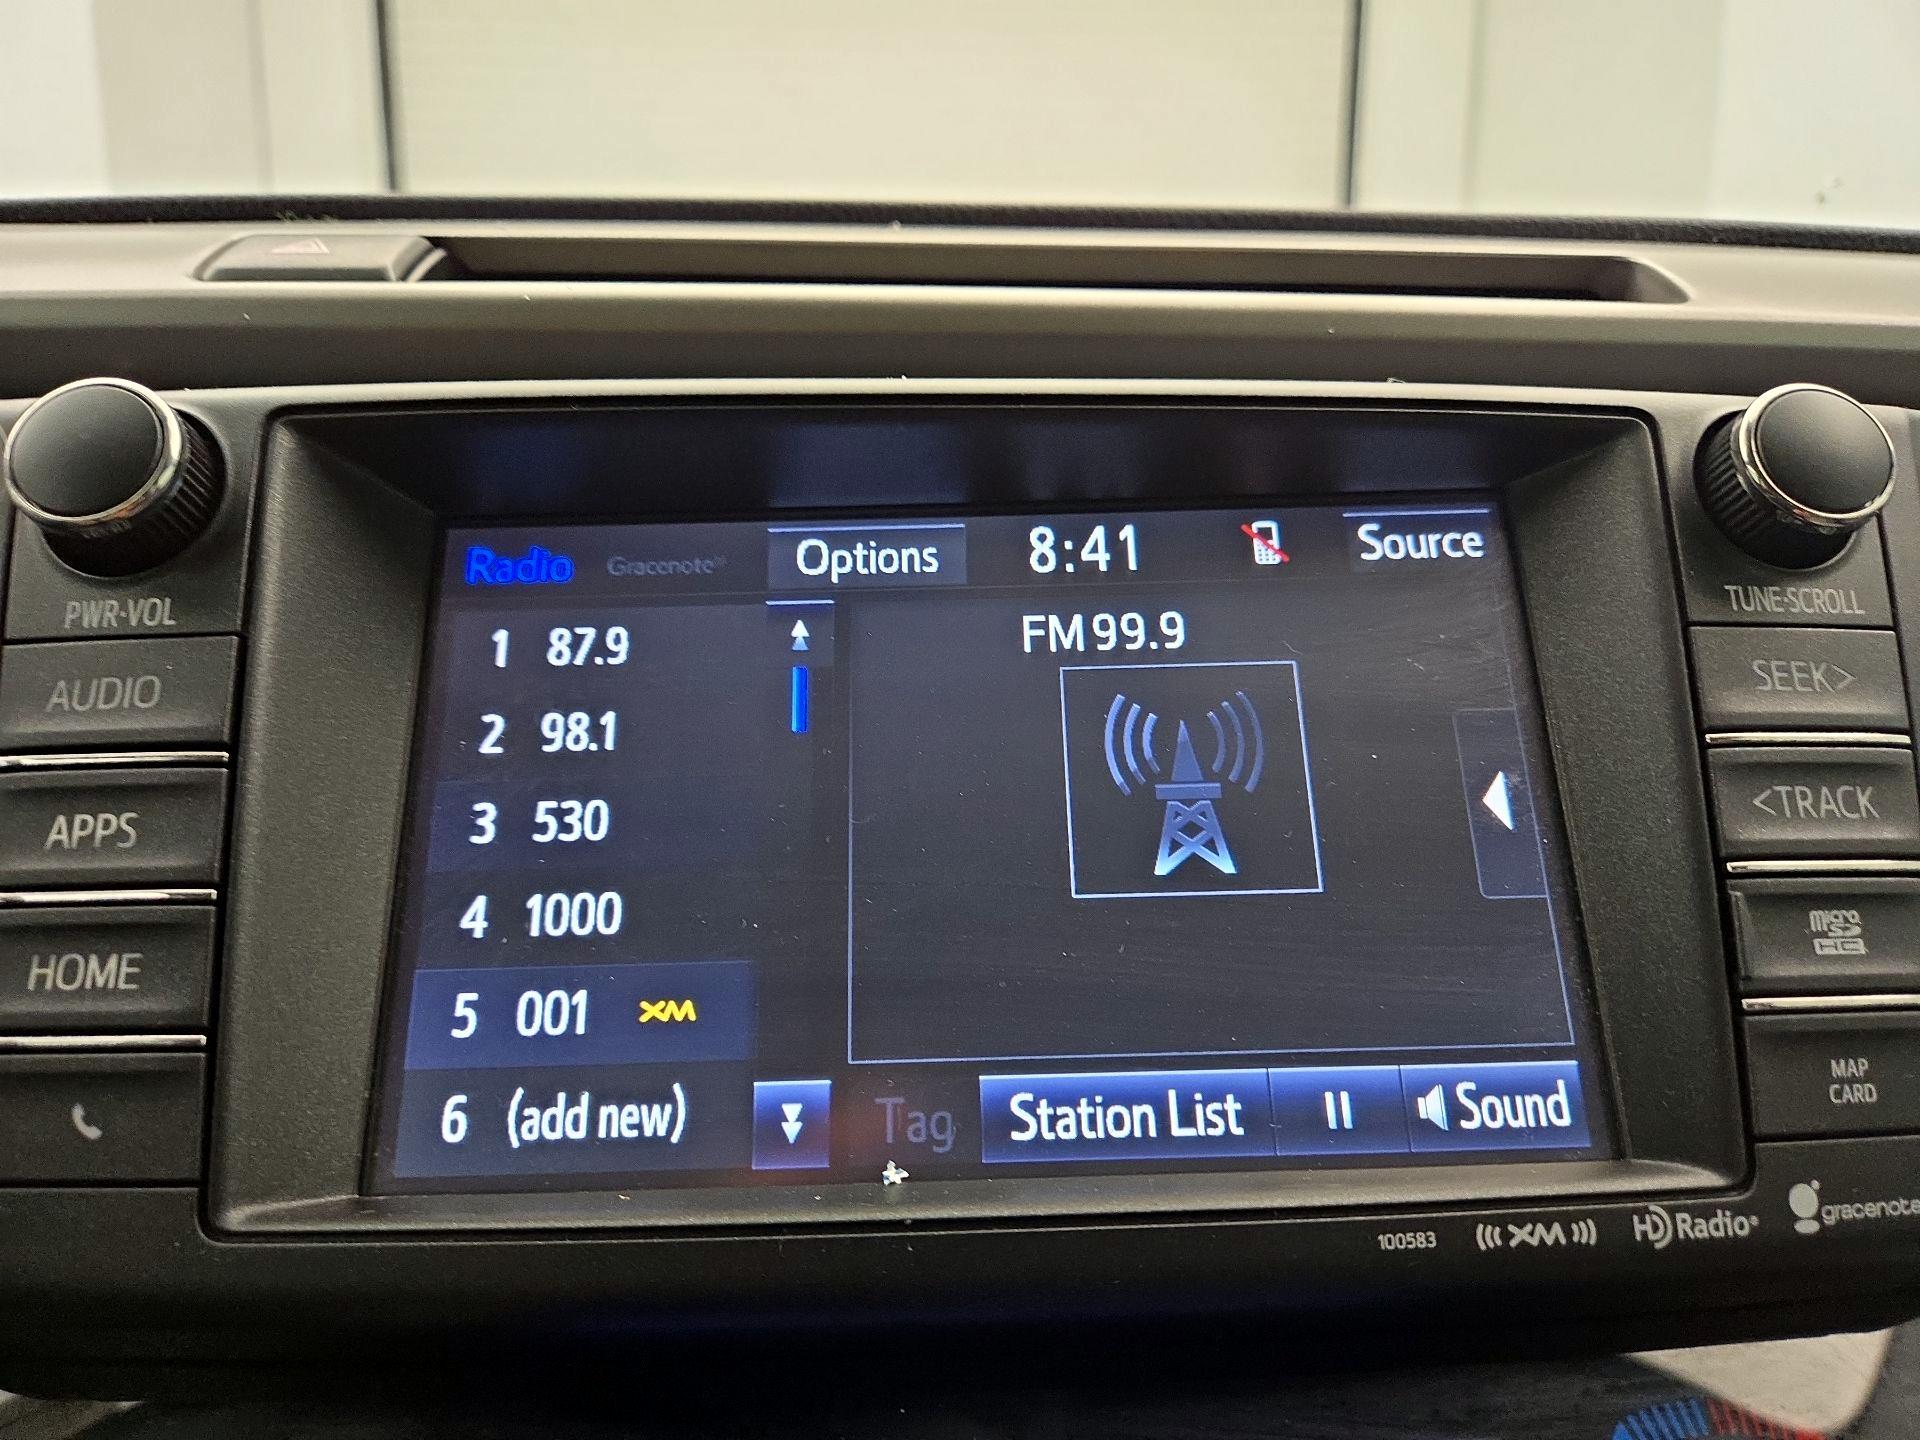 Radio Gracenote Options 8:41 Source
1 87.9
2 98.1
3 530
4 1000
5 001 XM
6 (add new)
FM 99.9
Tag Station List Sound
PWR·VOL
AUDIO
APPS
HOME
TUNE·SCROLL
SEEK>
<TRACK
micro SD HC
MAP
CARD
100583 XM HD Radio® gracenote